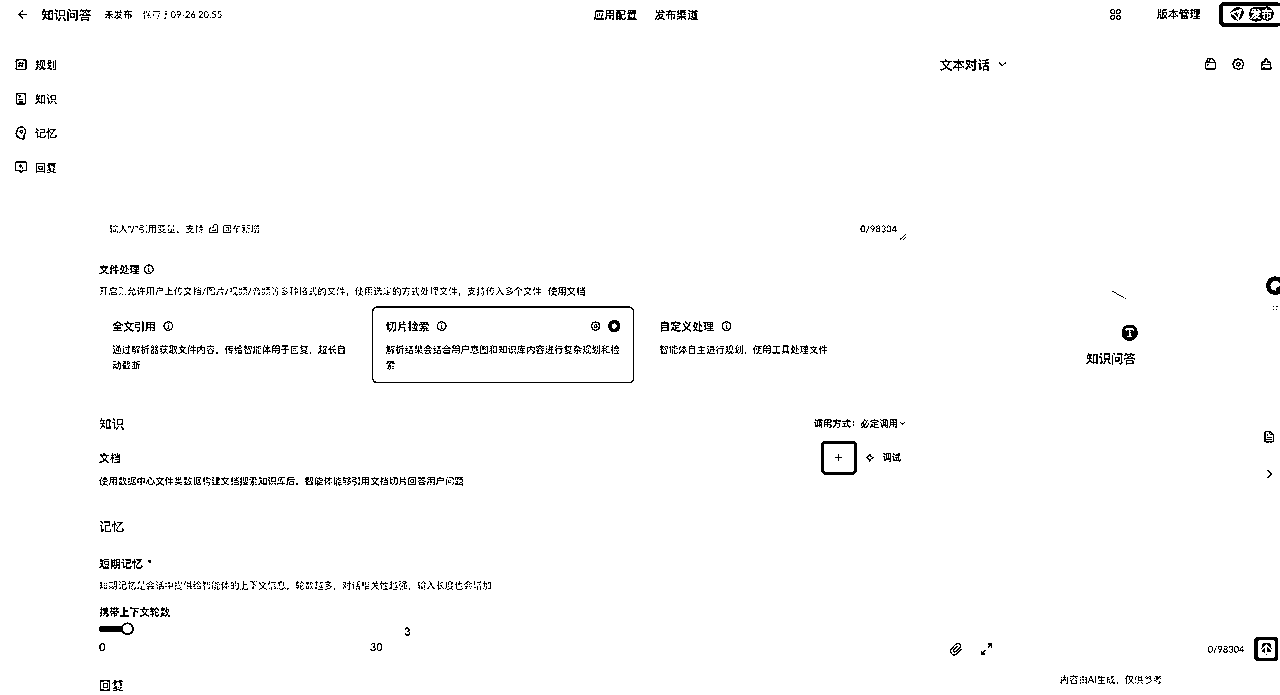 知识问答 未发布 保存于09-26 20:55
应用配置 发布渠道
版本管理 发布
规划
知识
记忆
回复
文本对话
0/98304
文件处理
开启则允许用户上传文档/图片/视频/音频等多种格式的文件，使用选定的方式处理文件，支持传入多个文件 使用文档
全文引用
通过解析器获取文件内容，传给智能体用于回复，超长自
动截断
切片检索
解析结果会结合用户意图和知识库内容进行复杂规划和检
索
自定义处理
智能体自主进行规划，使用工具处理文件
知识问答
知识
调用方式：必定调用
文档
+ 调试
使用数据中心文件类数据构建文档搜索知识库后，智能体能够引用文档切片回答用户问题
记忆
短期记忆 *
短期记忆是会话中提供给智能体的上下文信息，轮数越多，对话相关性越强，输入长度也会增加
携带上下文轮数
3
0 30
0/98304
内容由AI生成，仅供参考
回复